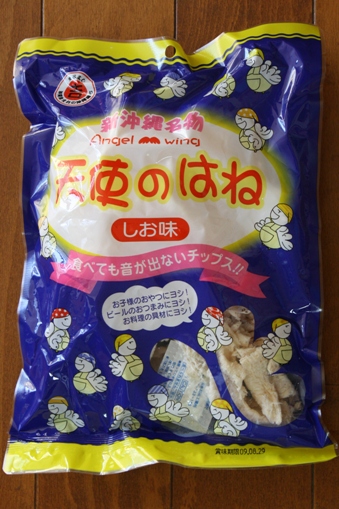 新沖縄名物
Angel wing
天使のはね
しお味
食べても音が出ないチップス!!
お子様のおやつにヨシ!
ビールのおつまみにヨシ!
お料理の具材にヨシ!
賞味期限09.08.29